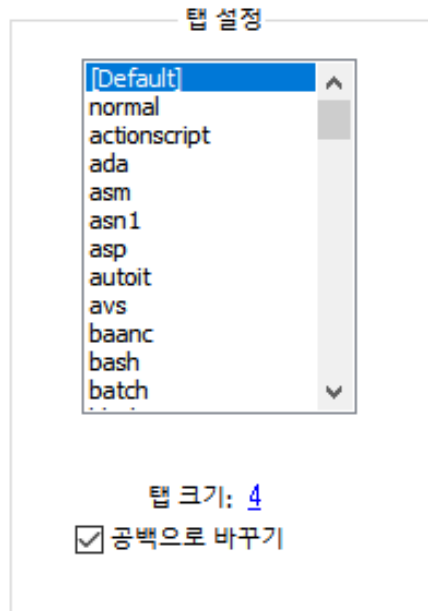 탭 설정
[Default]
normal
actionscript
ada
asm
asn1
asp
autoit
avs
baanc
bash
batch
탭 크기: 4
공백으로 바꾸기